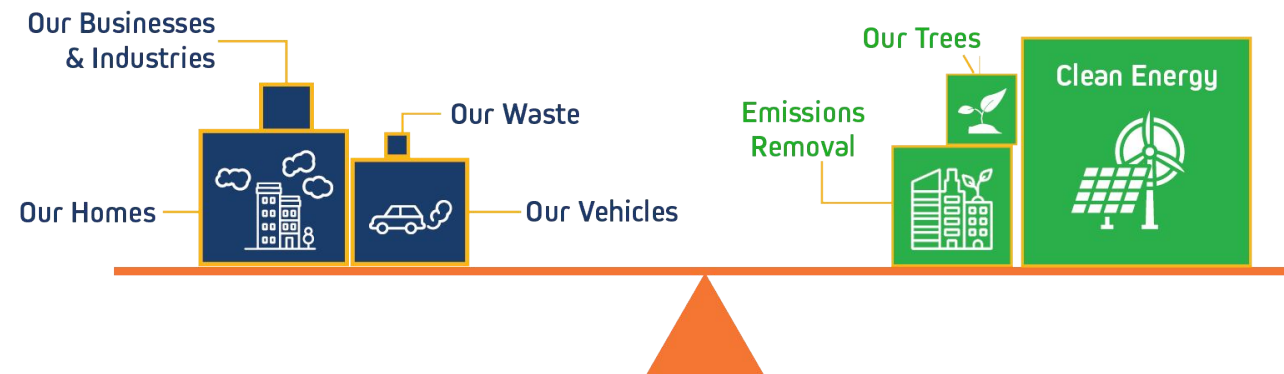 Our Businesses
& Industries
Our Waste
Our Homes
Our Vehicles
Our Trees
Clean Energy
Emissions
Removal